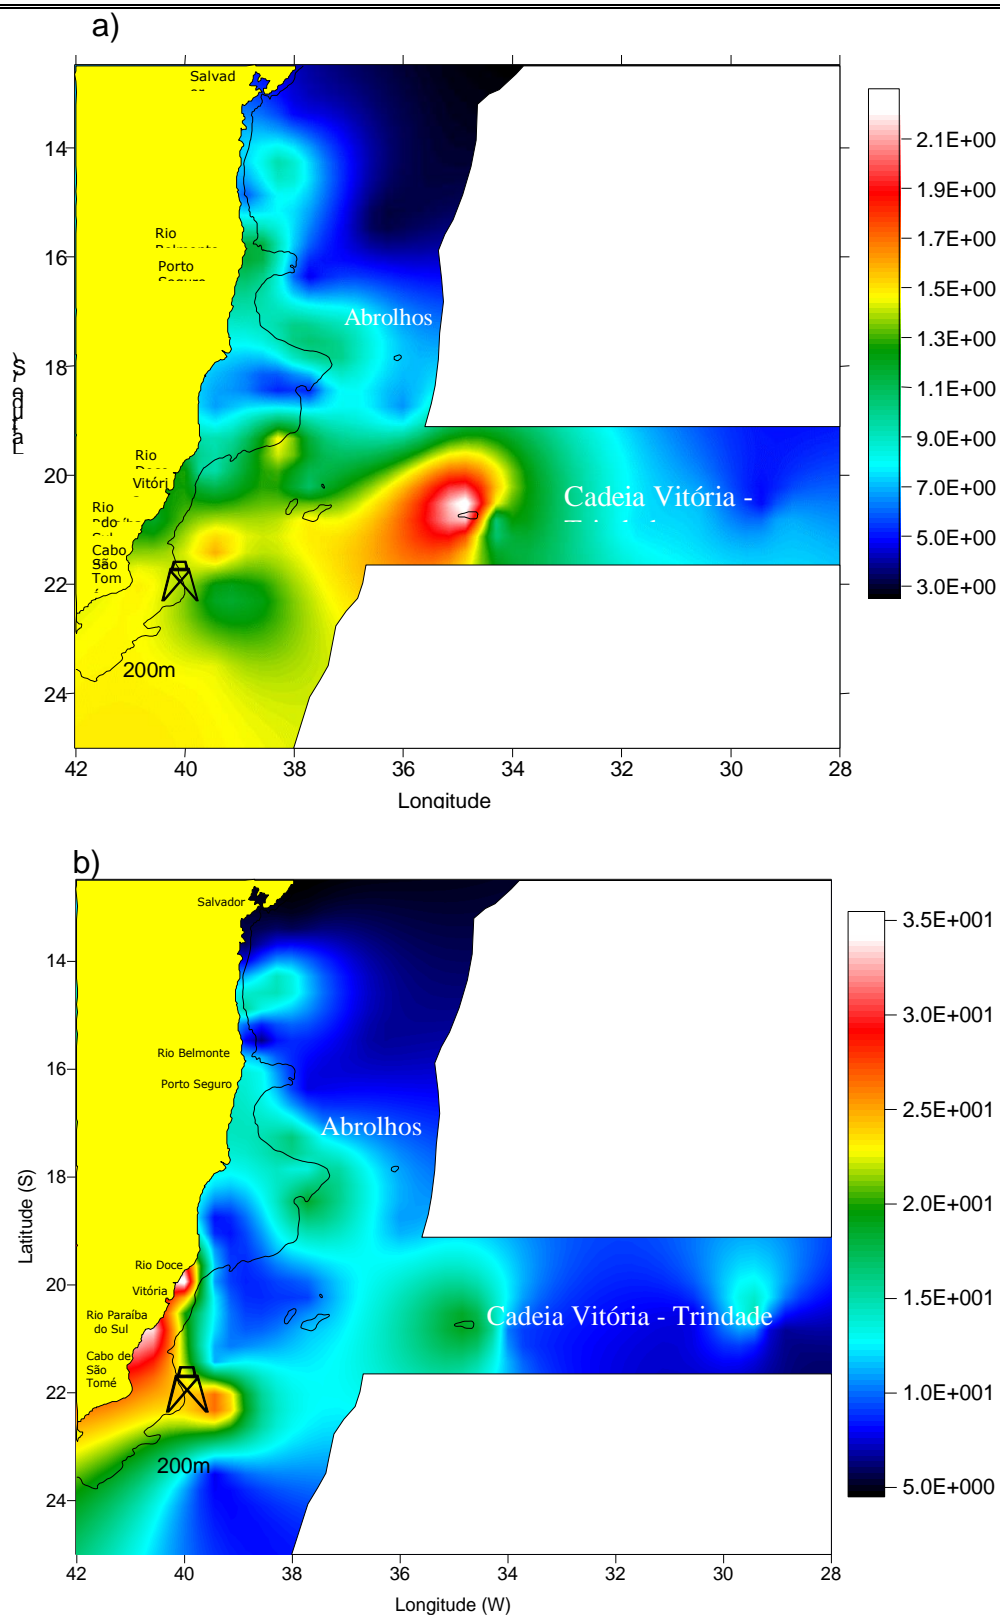 a)
Salvad
14
16
18
20
22
24
Rio
Porto
Abrolhos
Rio
Vitóri
Rio
Cabo
São
Tom
Cadeia Vitória -
200m
42 40 38 36 34 32 30 28
Longitude
2.1E+00
1.9E+00
1.7E+00
1.5E+00
1.3E+00
1.1E+00
9.0E+00
7.0E+00
5.0E+00
3.0E+00
b)
Salvador
14
16
18
20
22
24
Latitude (S)
Rio Belmonte
Porto Seguro
Abrolhos
Rio Doce
Vitória
Rio Paraíba
do Sul
Cabo de
São
Tomé
Cadeia Vitória - Trindade
200m
42 40 38 36 34 32 30 28
Longitude (W)
3.5E+001
3.0E+001
2.5E+001
2.0E+001
1.5E+001
1.0E+001
5.0E+000